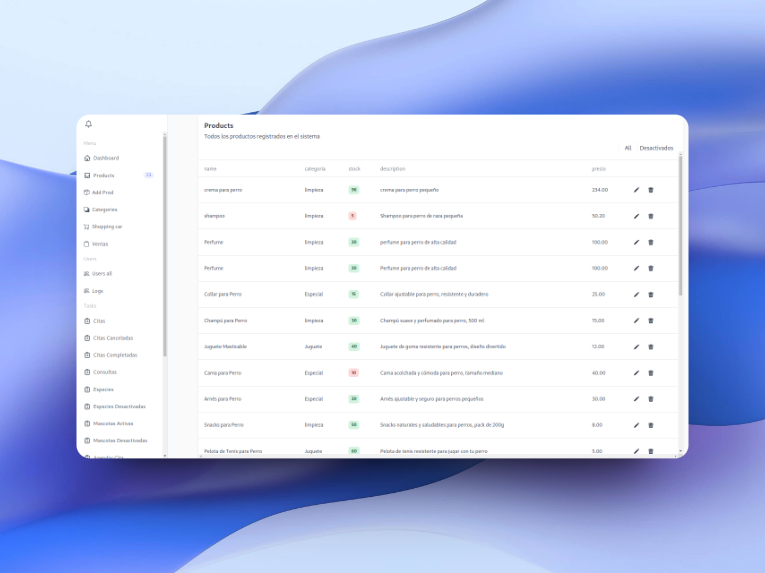 Menu
Dashboard
Products
Add Prod
Categories
Shopping car
Ventas
Users
Users all
Logs
Tasks
Citas
Citas Canceladas
Citas Completadas
Consultas
Especies
Especies Desactivadas
Mascotas Activas
Mascotas Desactivadas
Agendar Cita
Products
Todos los productos registrados en el sistema
All Desactivados
name categoria stock description precio
crema para perro limpieza crema para perro pequeño 234.00
shampoo limpieza 5 Shampoo para perro de raza pequeña 50.20
Perfume limpieza 20 perfume para perro de alta calidad 100.00
Perfume limpieza 20 Perfume para perro de alta calidad 100.00
Collar para Perro Especial Collar ajustable para perro, resistente y duradero 25.00
Champú para Perro limpieza Champú suave y perfumado para perro, 500 ml 15.00
Juguete Masticable Juguete 40 Juguete de goma resistente para perros, diseño divertido 12.00
Cama para Perro Especial 10 Cama acolchada y cómoda para perro, tamaño mediano 40.00
Arnés para Perro Especial Arnés ajustable y seguro para perros pequeños 30.00
Snacks para Perro limpieza 50 Snacks naturales y saludables para perros, pack de 200g 8.00
Pelota de Tenis para Perro Juguete 60 Pelota de tenis resistente para jugar con tu perro 5.00